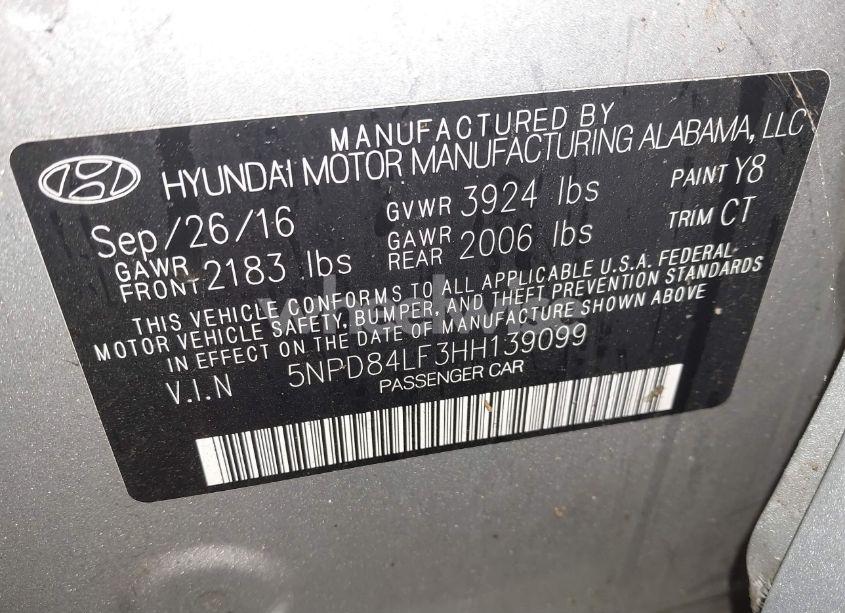 MANUFACTURED BY
HYUNDAI MOTOR MANUFACTURING ALABAMA, LLC
Sep/26/16 GVWR 3924 lbs PAINT Y8
GAWR FRONT 2183 lbs GAWR REAR 2006 lbs TRIM CT
THIS VEHICLE CONFORMS TO ALL APPLICABLE U.S.A. FEDERAL
MOTOR VEHICLE SAFETY, BUMPER, AND THEFT PREVENTION STANDARDS
IN EFFECT ON THE DATE OF MANUFACTURE SHOWN ABOVE
V.I.N 5NPD84LF3HH139099
PASSENGER CAR